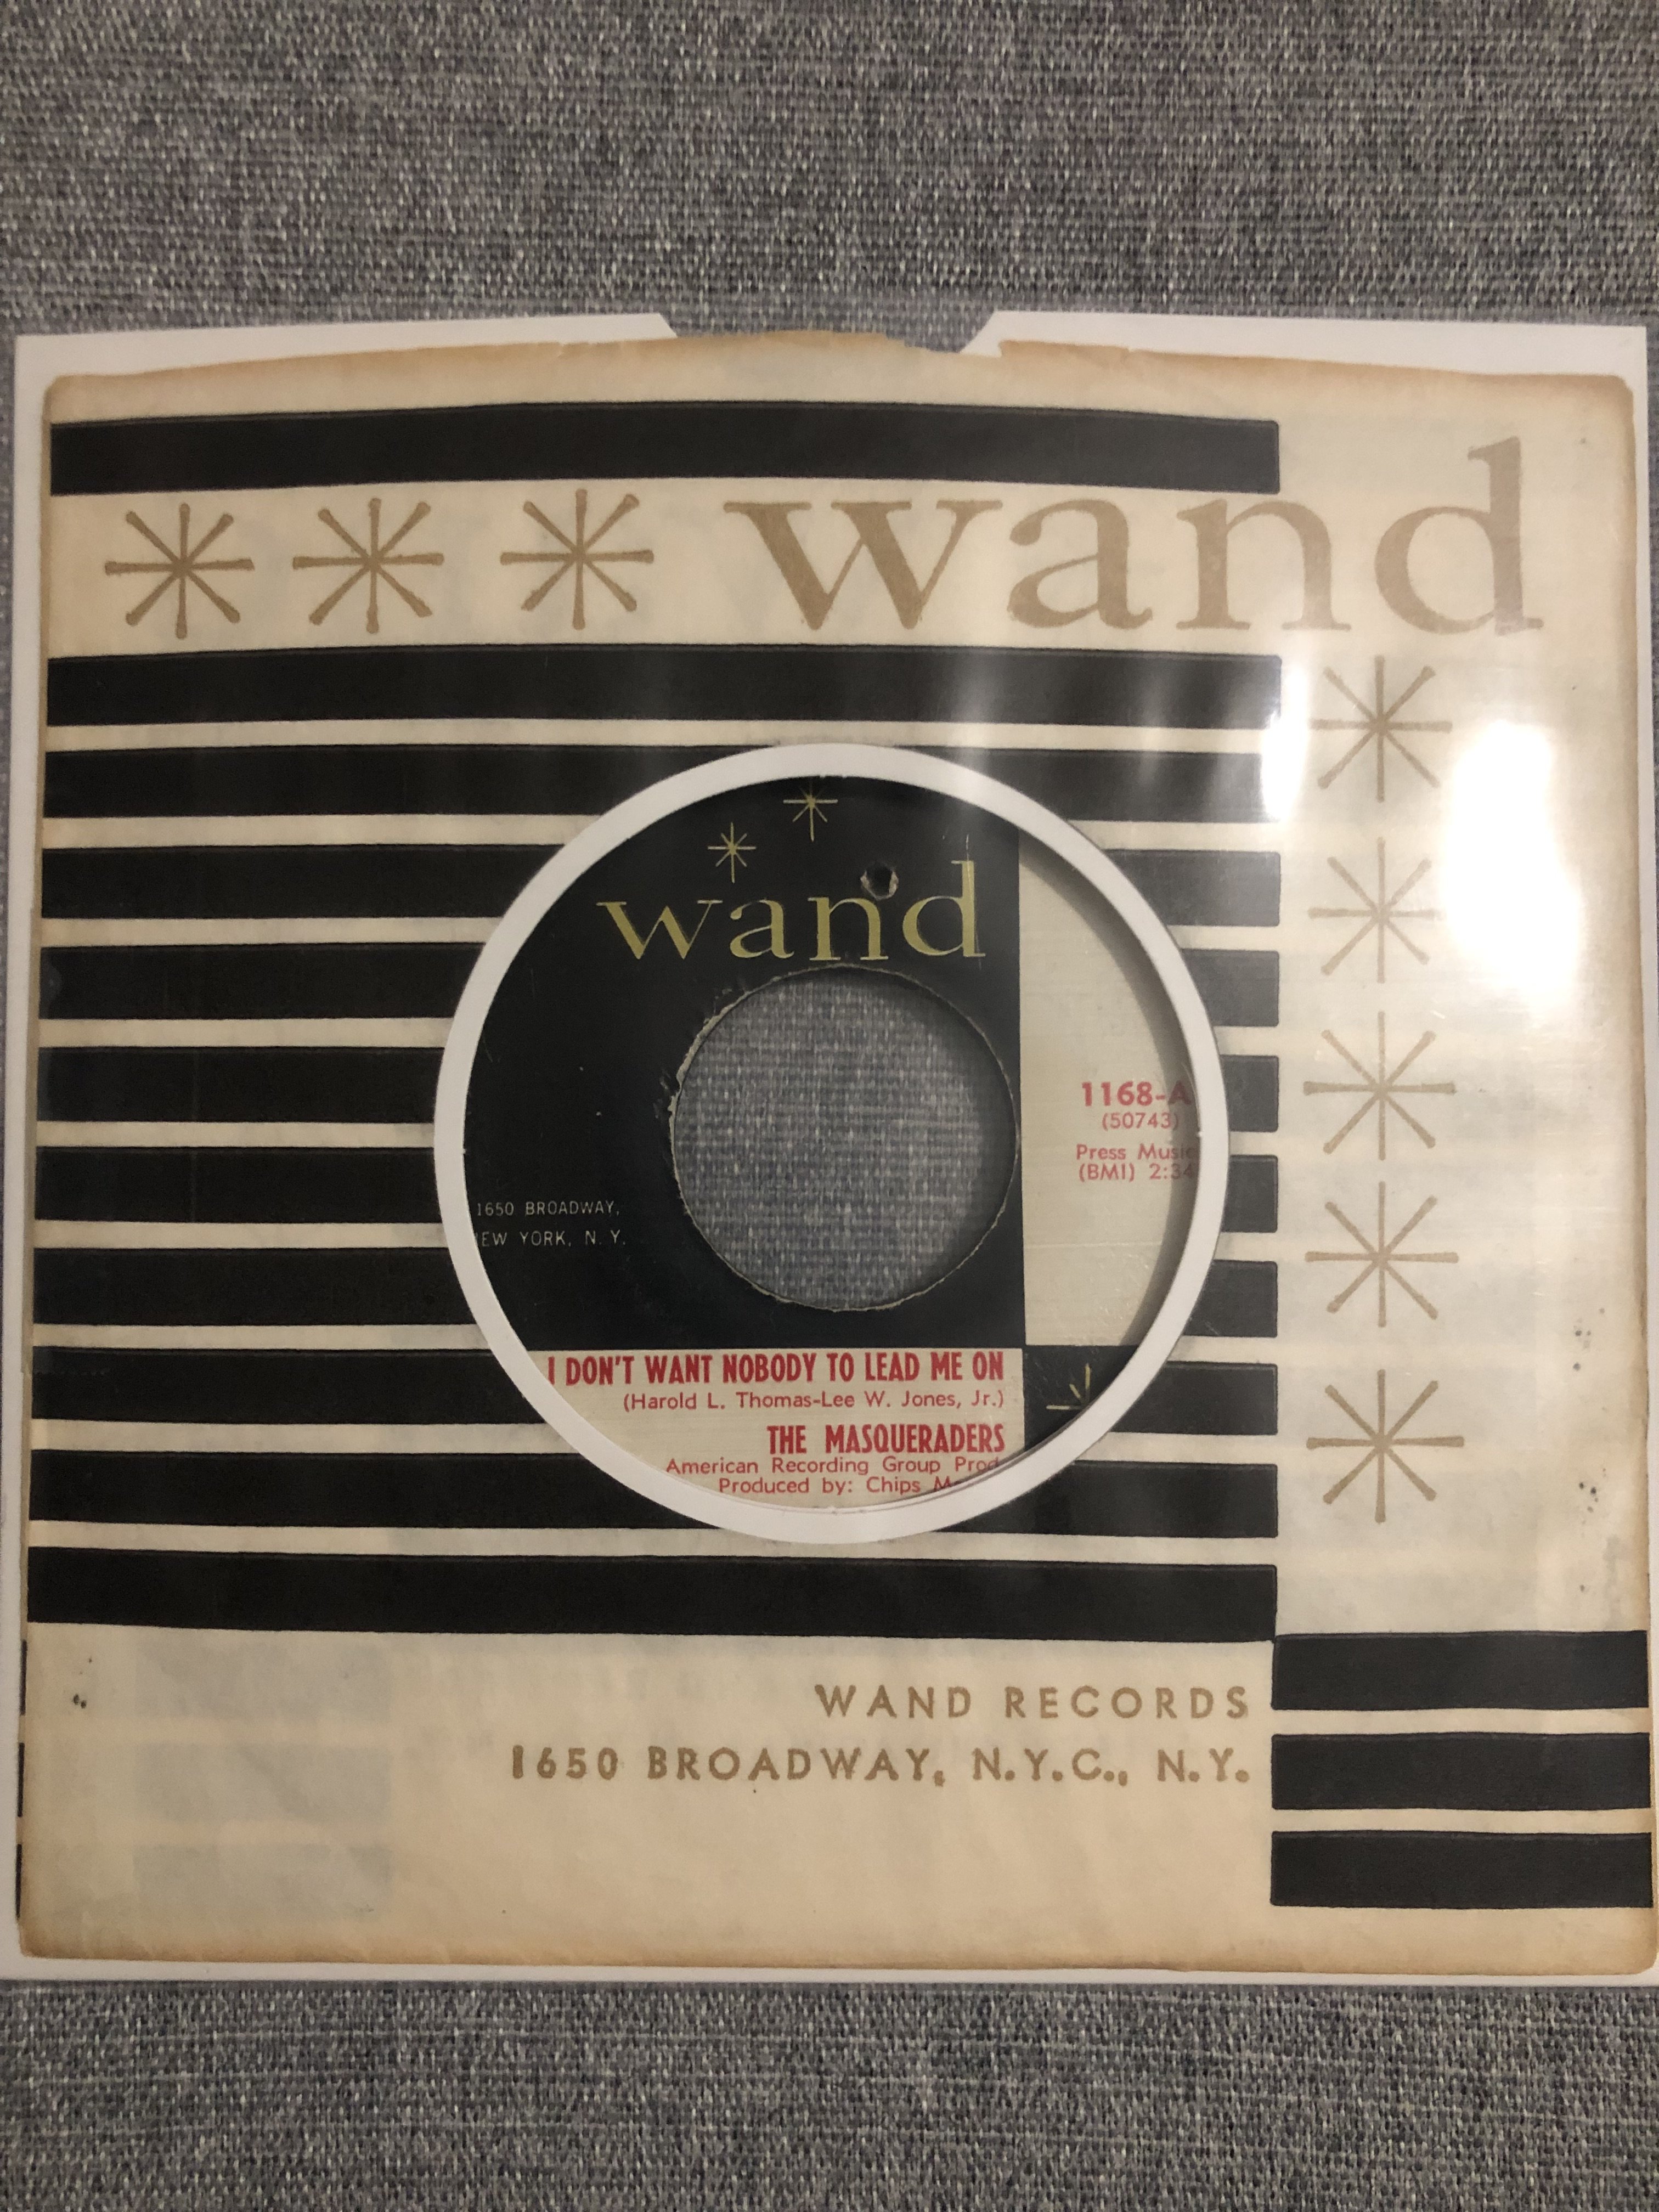 wand
wand
1168-A
(50743)
Press Music
(BMI) 2:34
1650 BROADWAY,
EW YORK, N. Y.
I DON'T WANT NOBODY TO LEAD ME ON
(Harold L. Thomas-Lee W. Jones, Jr.)
THE MASQUERADERS
American Recording Group Prod
Produced by: Chips
WAND RECORDS
1650 BROADWAY, N.Y.C., N.Y.